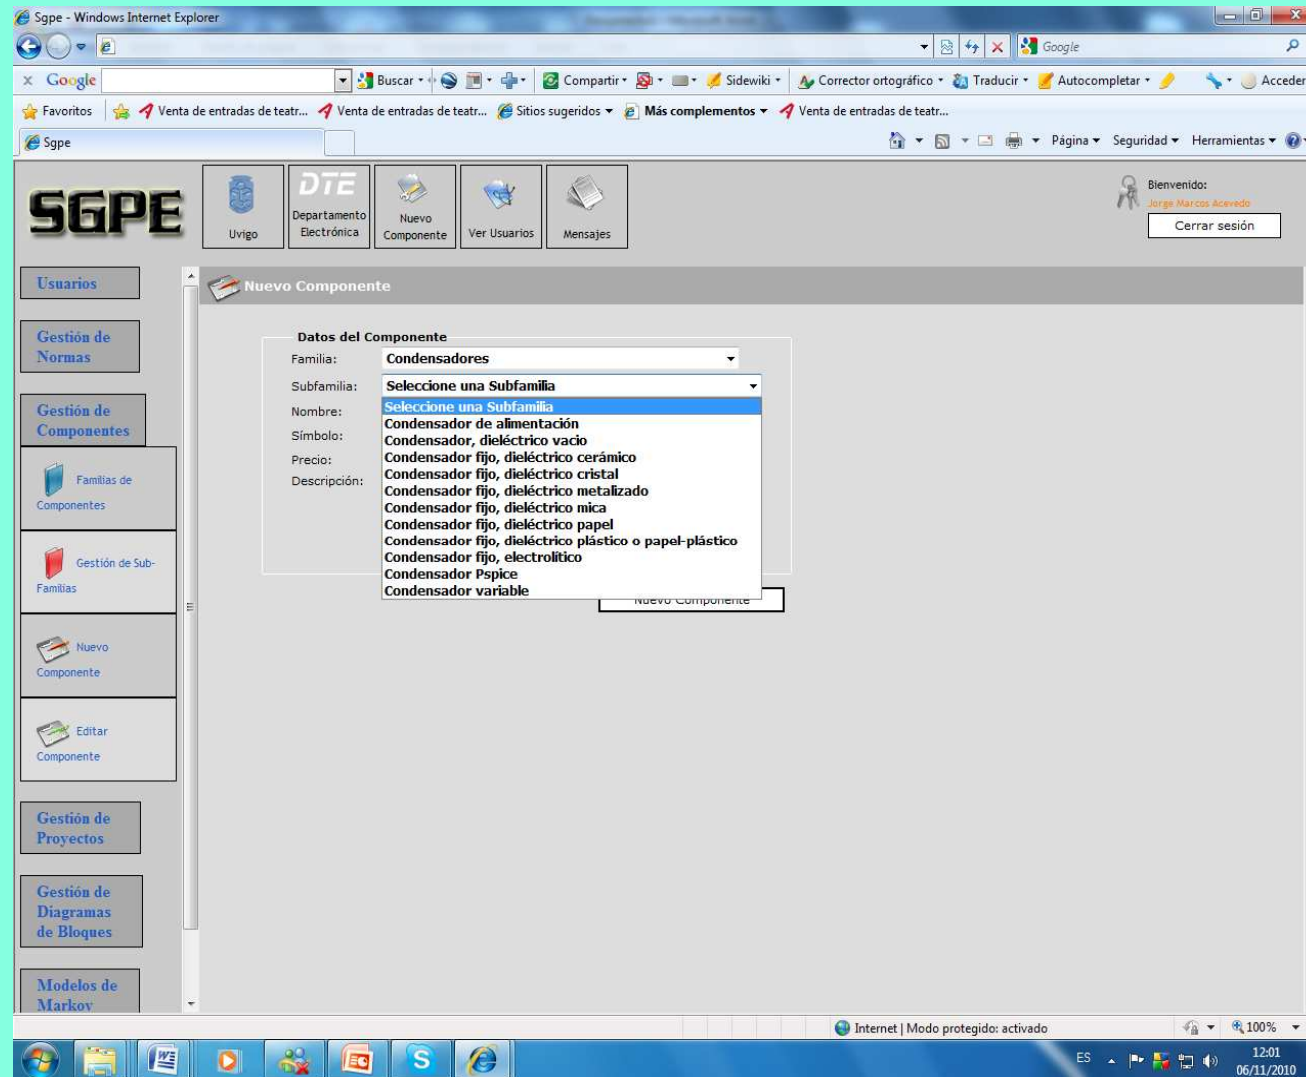 Sgpe - Windows Internet Explorer
Google
x Google Buscar Compartir Sidewiki Corrector ortográfico Traducir Autocompletar Acceder
Favoritos Venta de entradas de teatr... Venta de entradas de teatr... Sitios sugeridos Más complementos Venta de entradas de teatr...
Sgpe Página Seguridad Herramientas
SGPE
Uvigo
DTE
Departamento
Electrónica
Nuevo
Componente
Ver Usuarios
Mensajes
Bienvenido:
Jorge Marcos Acevedo
Cerrar sesión
Usuarios
Gestión de
Normas
Gestión de
Componentes
Familias de
Componentes
Gestión de Sub-
Familias
Nuevo
Componente
Editar
Componente
Gestión de
Proyectos
Gestión de
Diagramas
de Bloques
Modelos de
Markov
Nuevo Componente
Datos del Componente
Familia: Condensadores
Subfamilia: Seleccione una Subfamilia
Nombre:
Símbolo:
Precio:
Descripción:
Seleccione una Subfamilia
Condensador de alimentación
Condensador, dieléctrico vacio
Condensador fijo, dieléctrico cerámico
Condensador fijo, dieléctrico cristal
Condensador fijo, dieléctrico metalizado
Condensador fijo, dieléctrico mica
Condensador fijo, dieléctrico papel
Condensador fijo, dieléctrico plástico o papel-plástico
Condensador fijo, electrolítico
Condensador Pspice
Condensador variable
Nuevo Componente
Internet | Modo protegido: activado 100%
ES 12:01
06/11/2010